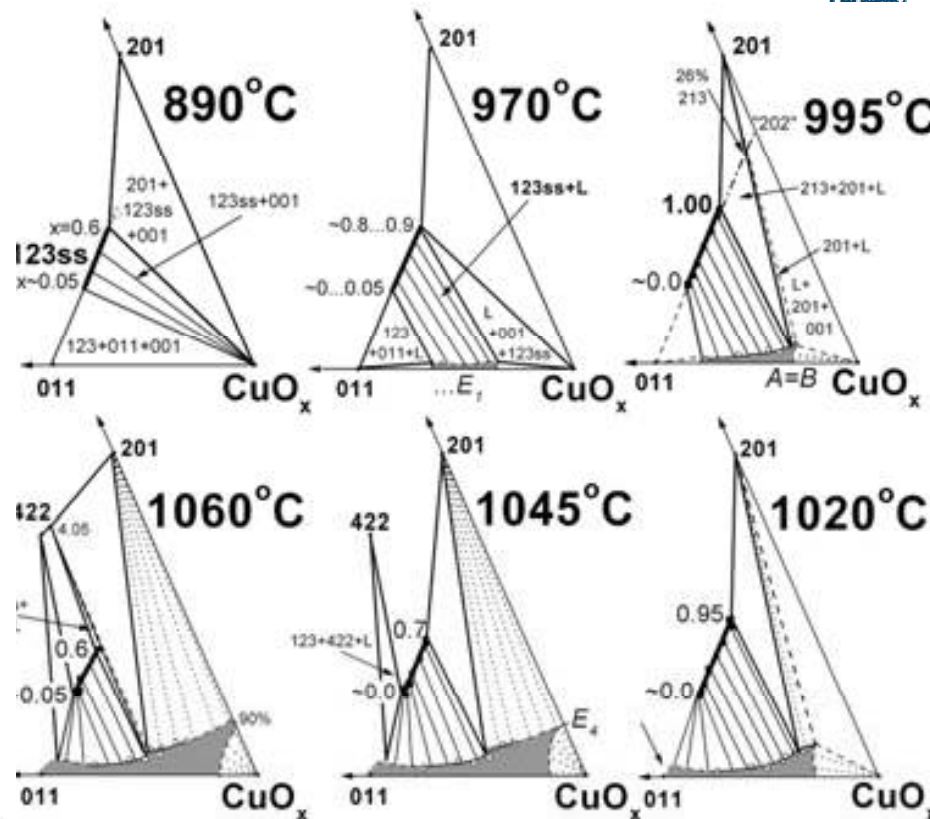 201
890°C
201+
123ss
+001
123ss+001
x=0.6
123ss
x~0.05
123+011+001
011
CuOx
201
970°C
123ss+L
~0.8...0.9
~0...0.05
123
+011+L
L
+001
+123ss
011
...E1
CuOx
201
26%
213
"202"
995°C
213+201+L
1.00
201+L
~0.0
L+
201+
001
011
A=B
CuOx
201
422
4.05
1060°C
0.6
0.05
90%
011
CuOx
201
422
1045°C
0.7
123+422+L
~0.0
E4
011
CuOx
201
1020°C
0.95
~0.0
011
CuOx